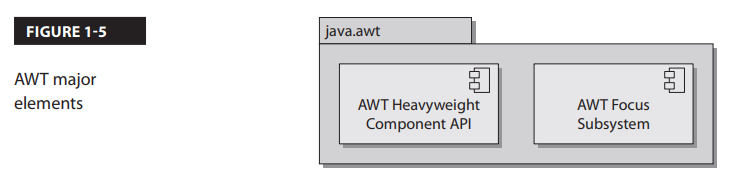 FIGURE 1-5
AWT major
elements
java.awt
AWT Heavyweight
Component API
AWT Focus
Subsystem